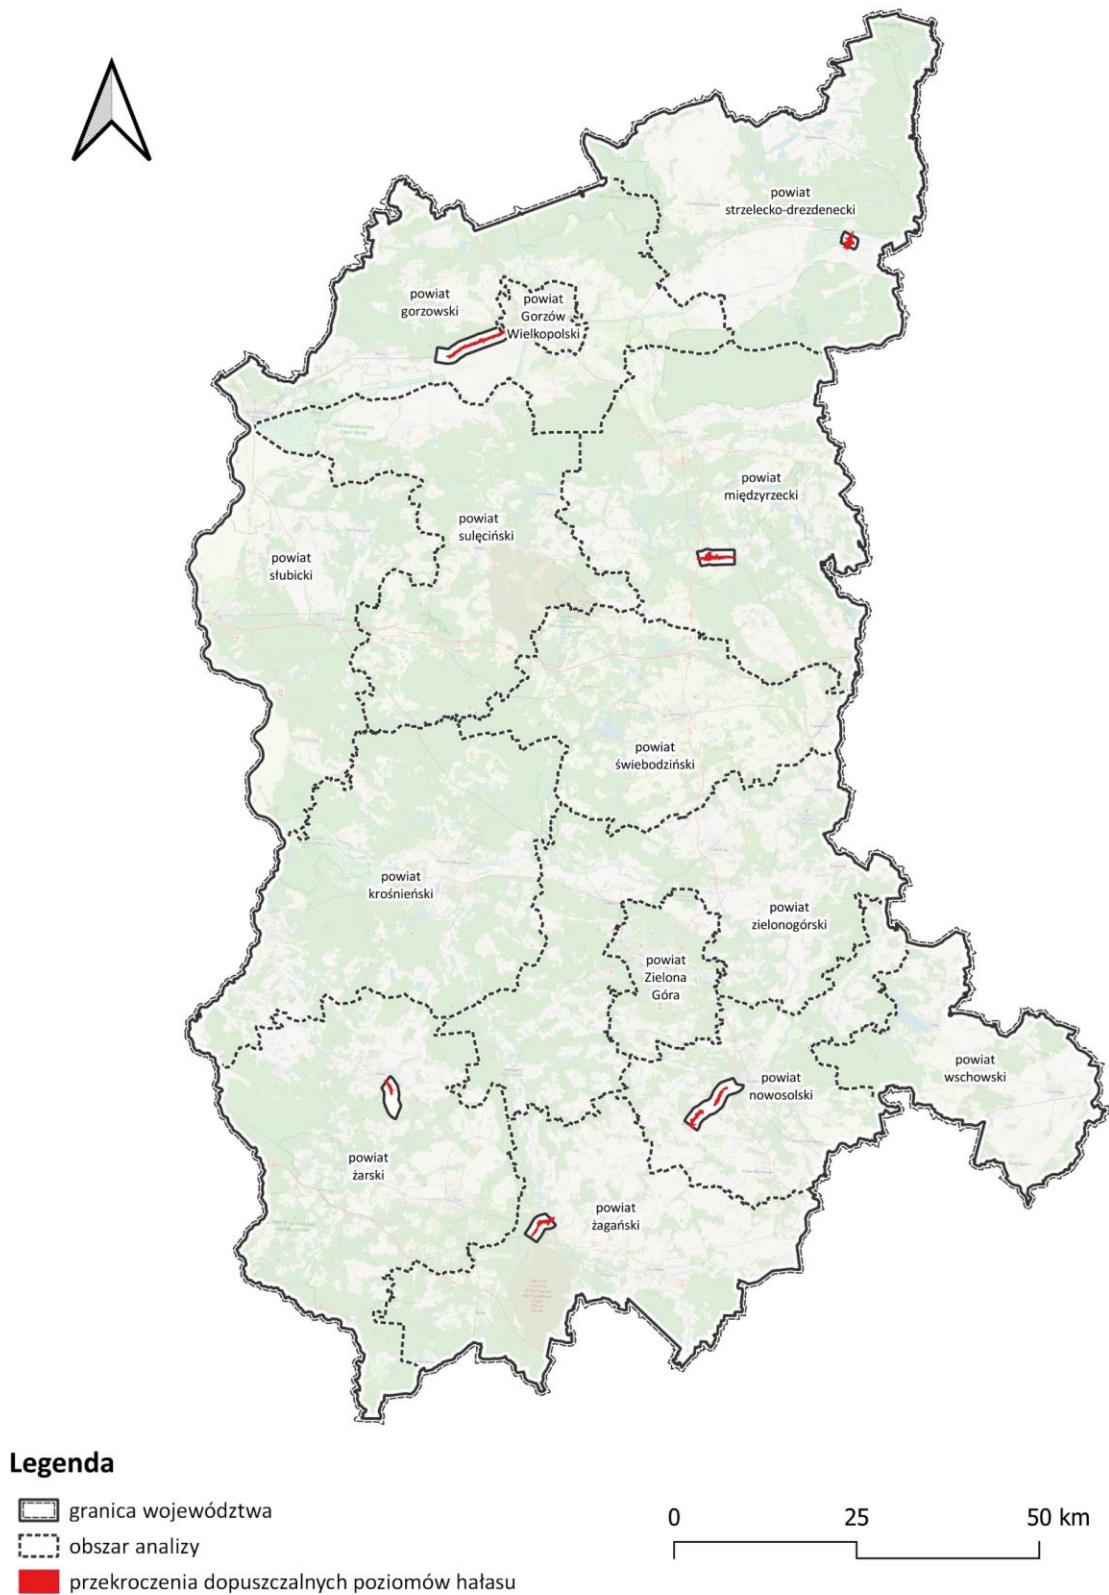 powiat
strzelecko-drezdenecki
powiat
gorzowski
powiat
Gorzów
Wielkopolski
powiat
międzyrzecki
powiat
sulęciński
powiat
słubicki
powiat
świebodziński
powiat
krośnieński
powiat
zielonogórski
powiat
Zielona
Góra
powiat
wschowski
powiat
nowosolski
powiat
żarski
powiat
żagański
Legenda
granica województwa
obszar analizy
przekroczenia dopuszczalnych poziomów hałasu
0 25 50 km